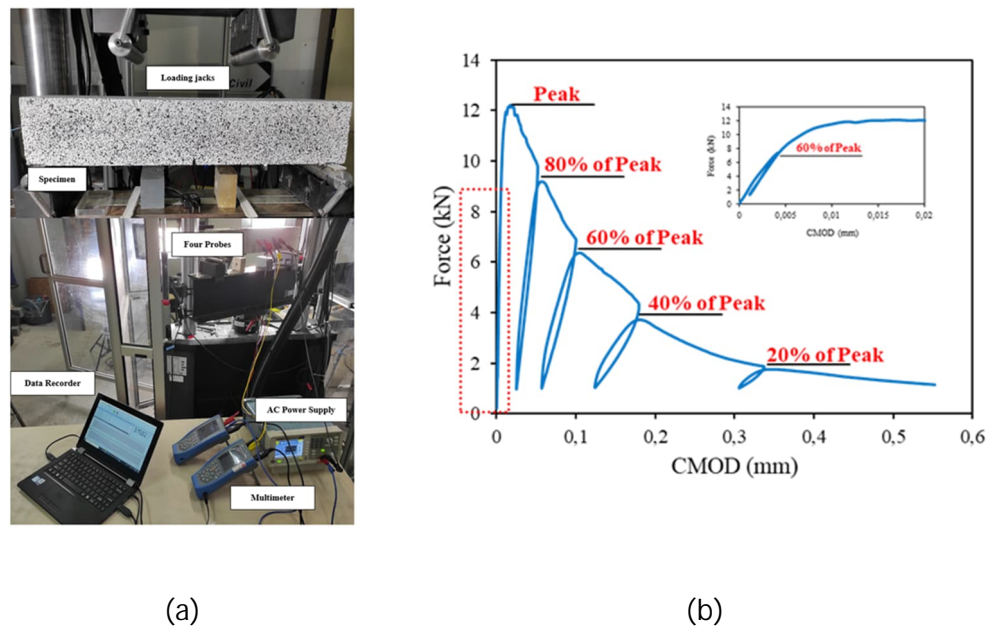 Loading jacks
Civil
Specimen
Four Probes
Data Recorder
AC Power Supply
Multimeter
(a)
14
12
10
8
6
4
2
0
Force (kN)
0
0,1
0,2
0,3
0,4
0,5
0,6
CMOD (mm)
Peak
80% of Peak
60% of Peak
40% of Peak
20% of Peak
14
12
10
8
6
4
2
0
Force (kN)
0
0,005
0,01
0,015
0,02
CMOD (mm)
60% of Peak
(b)